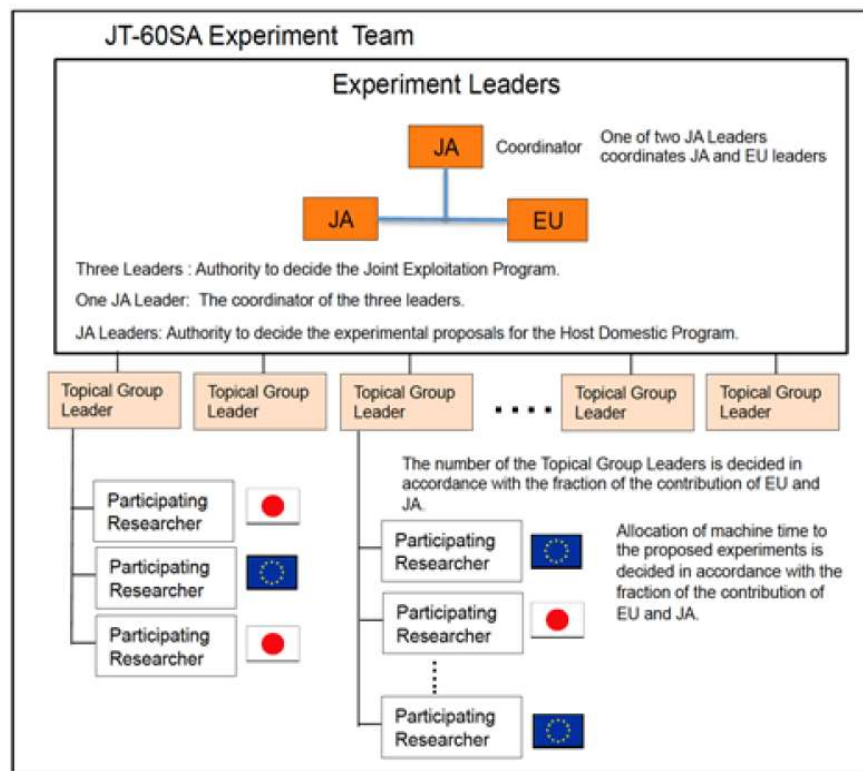 JT-60SA Experiment Team
Experiment Leaders
JA
Coordinator
One of two JA Leaders
coordinates JA and EU leaders
JA
EU
Three Leaders : Authority to decide the Joint Exploitation Program.
One JA Leader: The coordinator of the three leaders.
JA Leaders: Authority to decide the experimental proposals for the Host Domestic Program.
Topical Group
Leader
Topical Group
Leader
Topical Group
Leader
Topical Group
Leader
Topical Group
Leader
The number of the Topical Group Leaders is decided in
accordance with the fraction of the contribution of EU and
JA.
Participating
Researcher
Participating
Researcher
Participating
Researcher
Participating
Researcher
Participating
Researcher
Participating
Researcher
Allocation of machine time to
the proposed experiments is
decided in accordance with the
fraction of the contribution of
EU and JA.